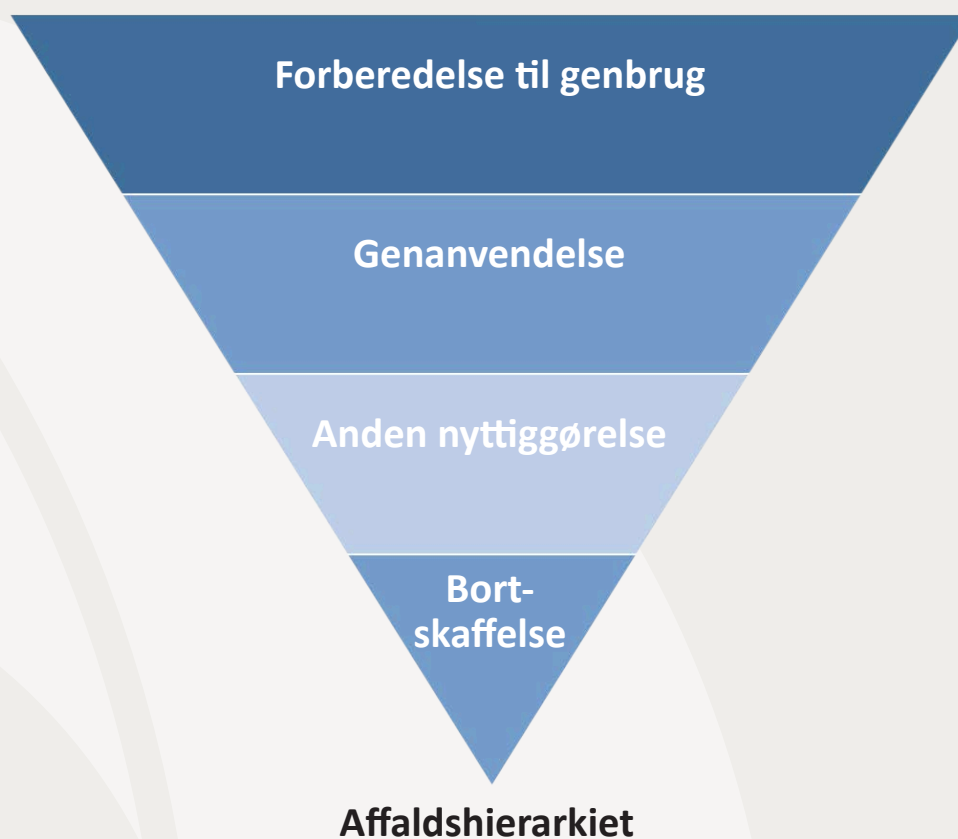 Forberedelse til genbrug
Genanvendelse
Anden nyttiggørelse
Bort-
skaffelse
Affaldshierarkiet